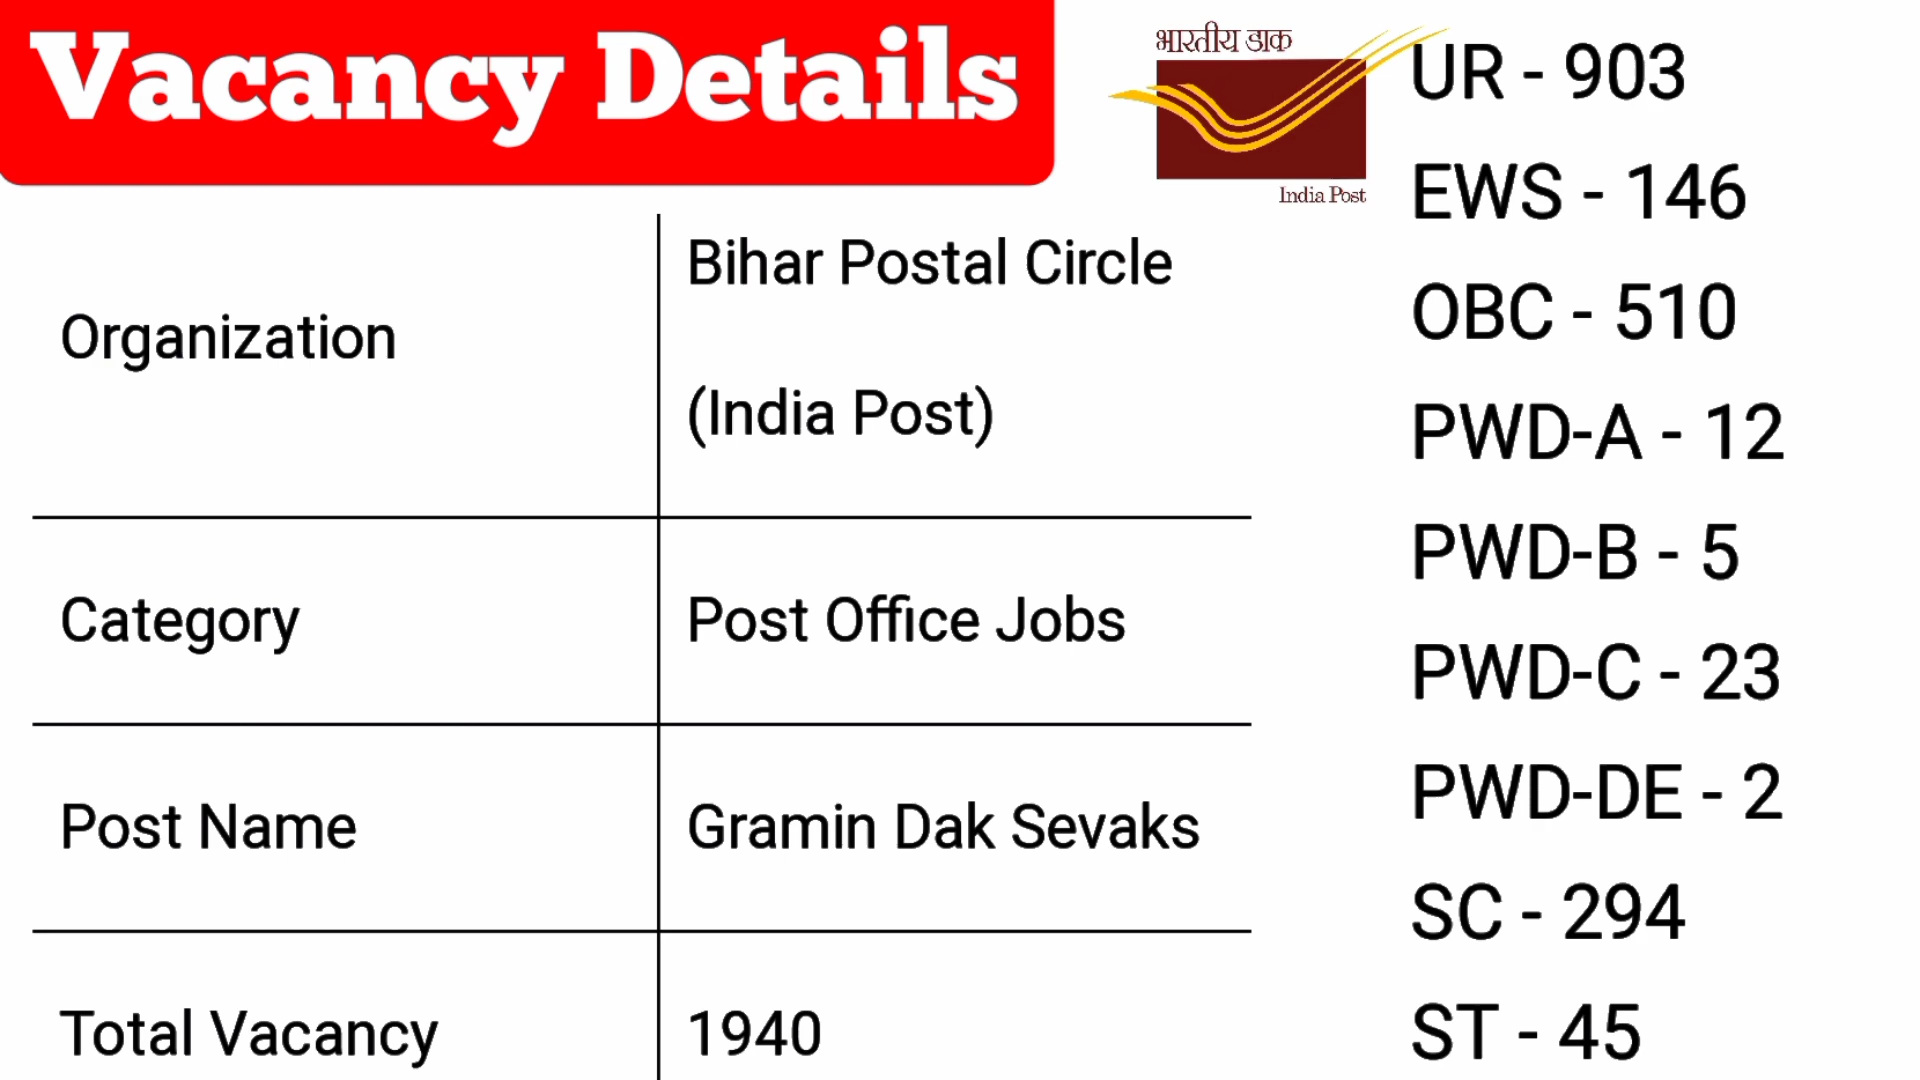 Vacancy Details
भारतीय डाक
India Post
Organization
Bihar Postal Circle
(India Post)
Category
Post Office Jobs
Post Name
Gramin Dak Sevaks
Total Vacancy
1940
UR - 903
EWS - 146
OBC - 510
PWD-A - 12
PWD-B - 5
PWD-C - 23
PWD-DE - 2
SC - 294
ST - 45